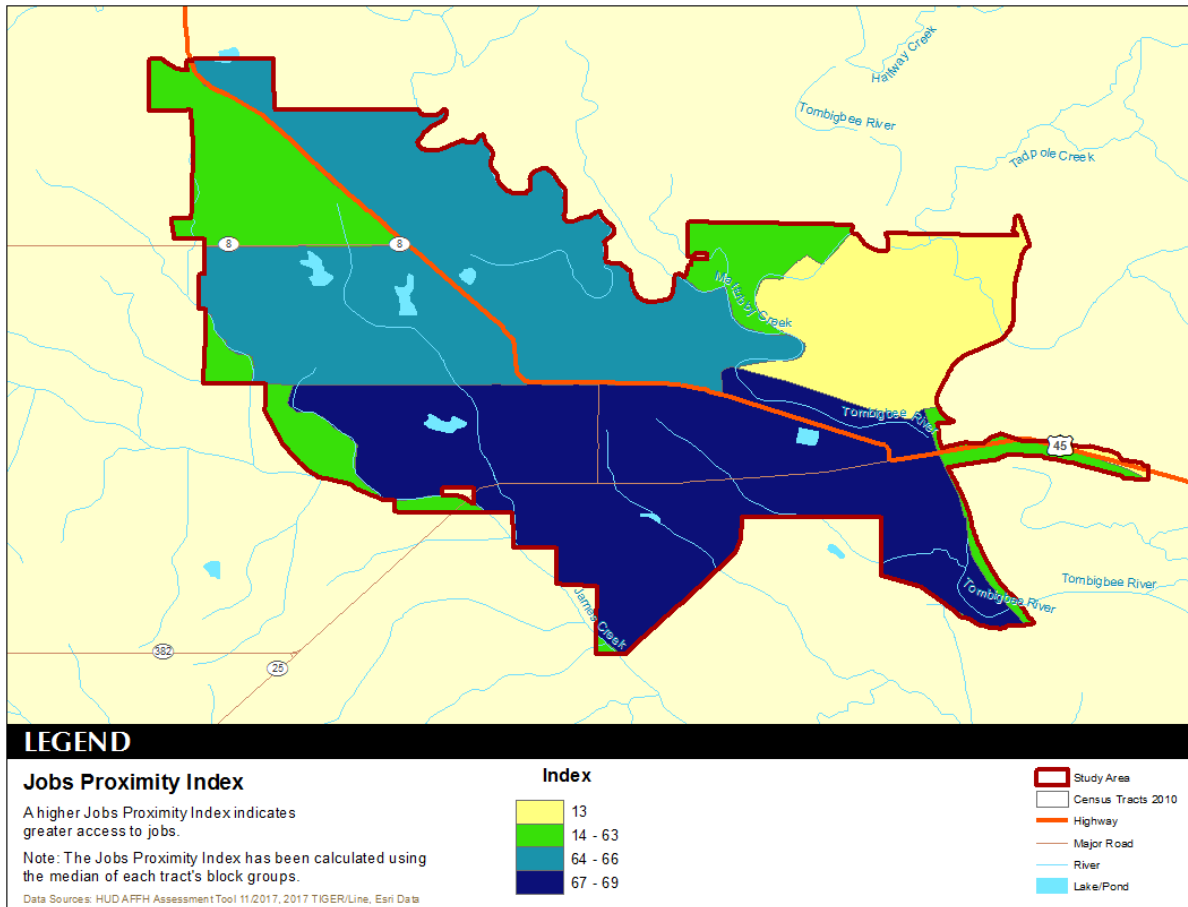 Halfway Creek
Tombigbee River
Tadpole Creek
8
8
Mckinley Creek
Tombigbee River
45
Tombigbee River
Tombigbee River
James Creek
382
25
LEGEND
Jobs Proximity Index
A higher Jobs Proximity Index indicates
greater access to jobs.
Note: The Jobs Proximity Index has been calculated using
the median of each tract's block groups.
Data Sources: HUD AFFH Assessment Tool 11/2017, 2017 TIGER/Line, Esri Data
Index
13
14 - 63
64 - 66
67 - 69
Study Area
Census Tracts 2010
Highway
Major Road
River
Lake/Pond